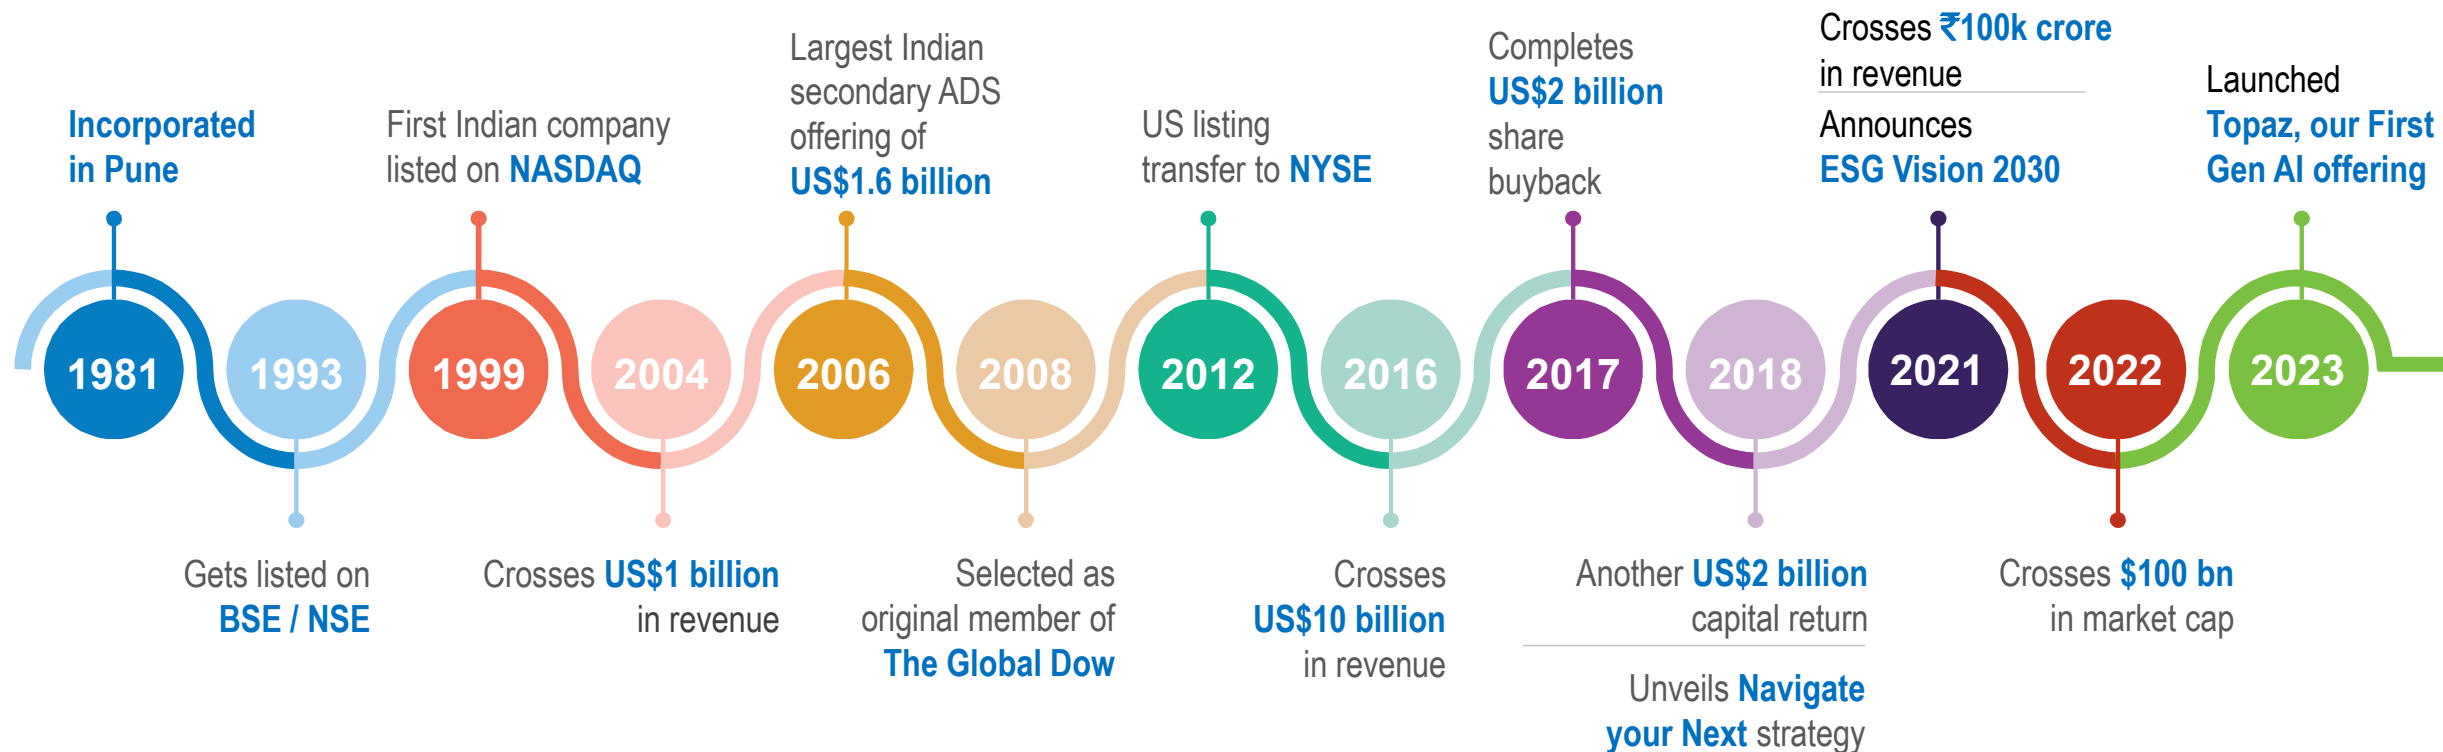 Incorporated
in Pune
First Indian company
listed on NASDAQ
Largest Indian
secondary ADS
offering of
US$1.6 billion
US listing
transfer to NYSE
Completes
US$2 billion
share
buyback
Crosses ₹100k crore
in revenue
Announces
ESG Vision 2030
Launched
Topaz, our First
Gen AI offering
1981
1993
1999
2004
2006
2008
2012
2016
2017
2018
2021
2022
2023
Gets listed on
BSE / NSE
Crosses US$1 billion
in revenue
Selected as
original member of
The Global Dow
Crosses
US$10 billion
in revenue
Another US$2 billion
capital return
Unveils Navigate
your Next strategy
Crosses $100 bn
in market cap